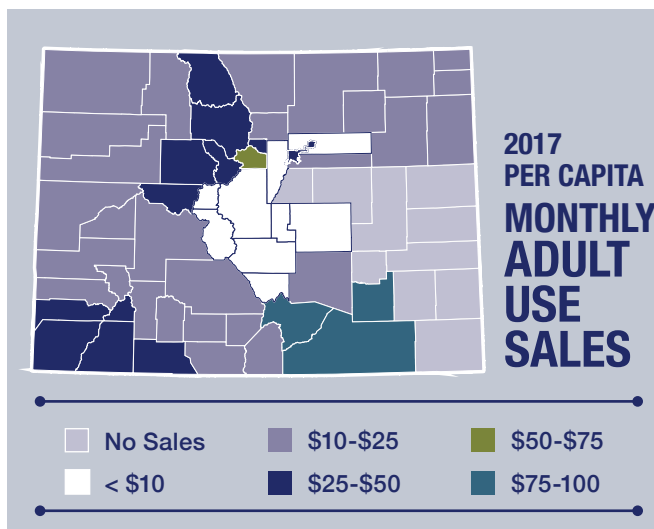 2017
PER CAPITA
MONTHLY
ADULT
USE
SALES
No Sales
$10-$25
$50-$75
< $10
$25-$50
$75-100